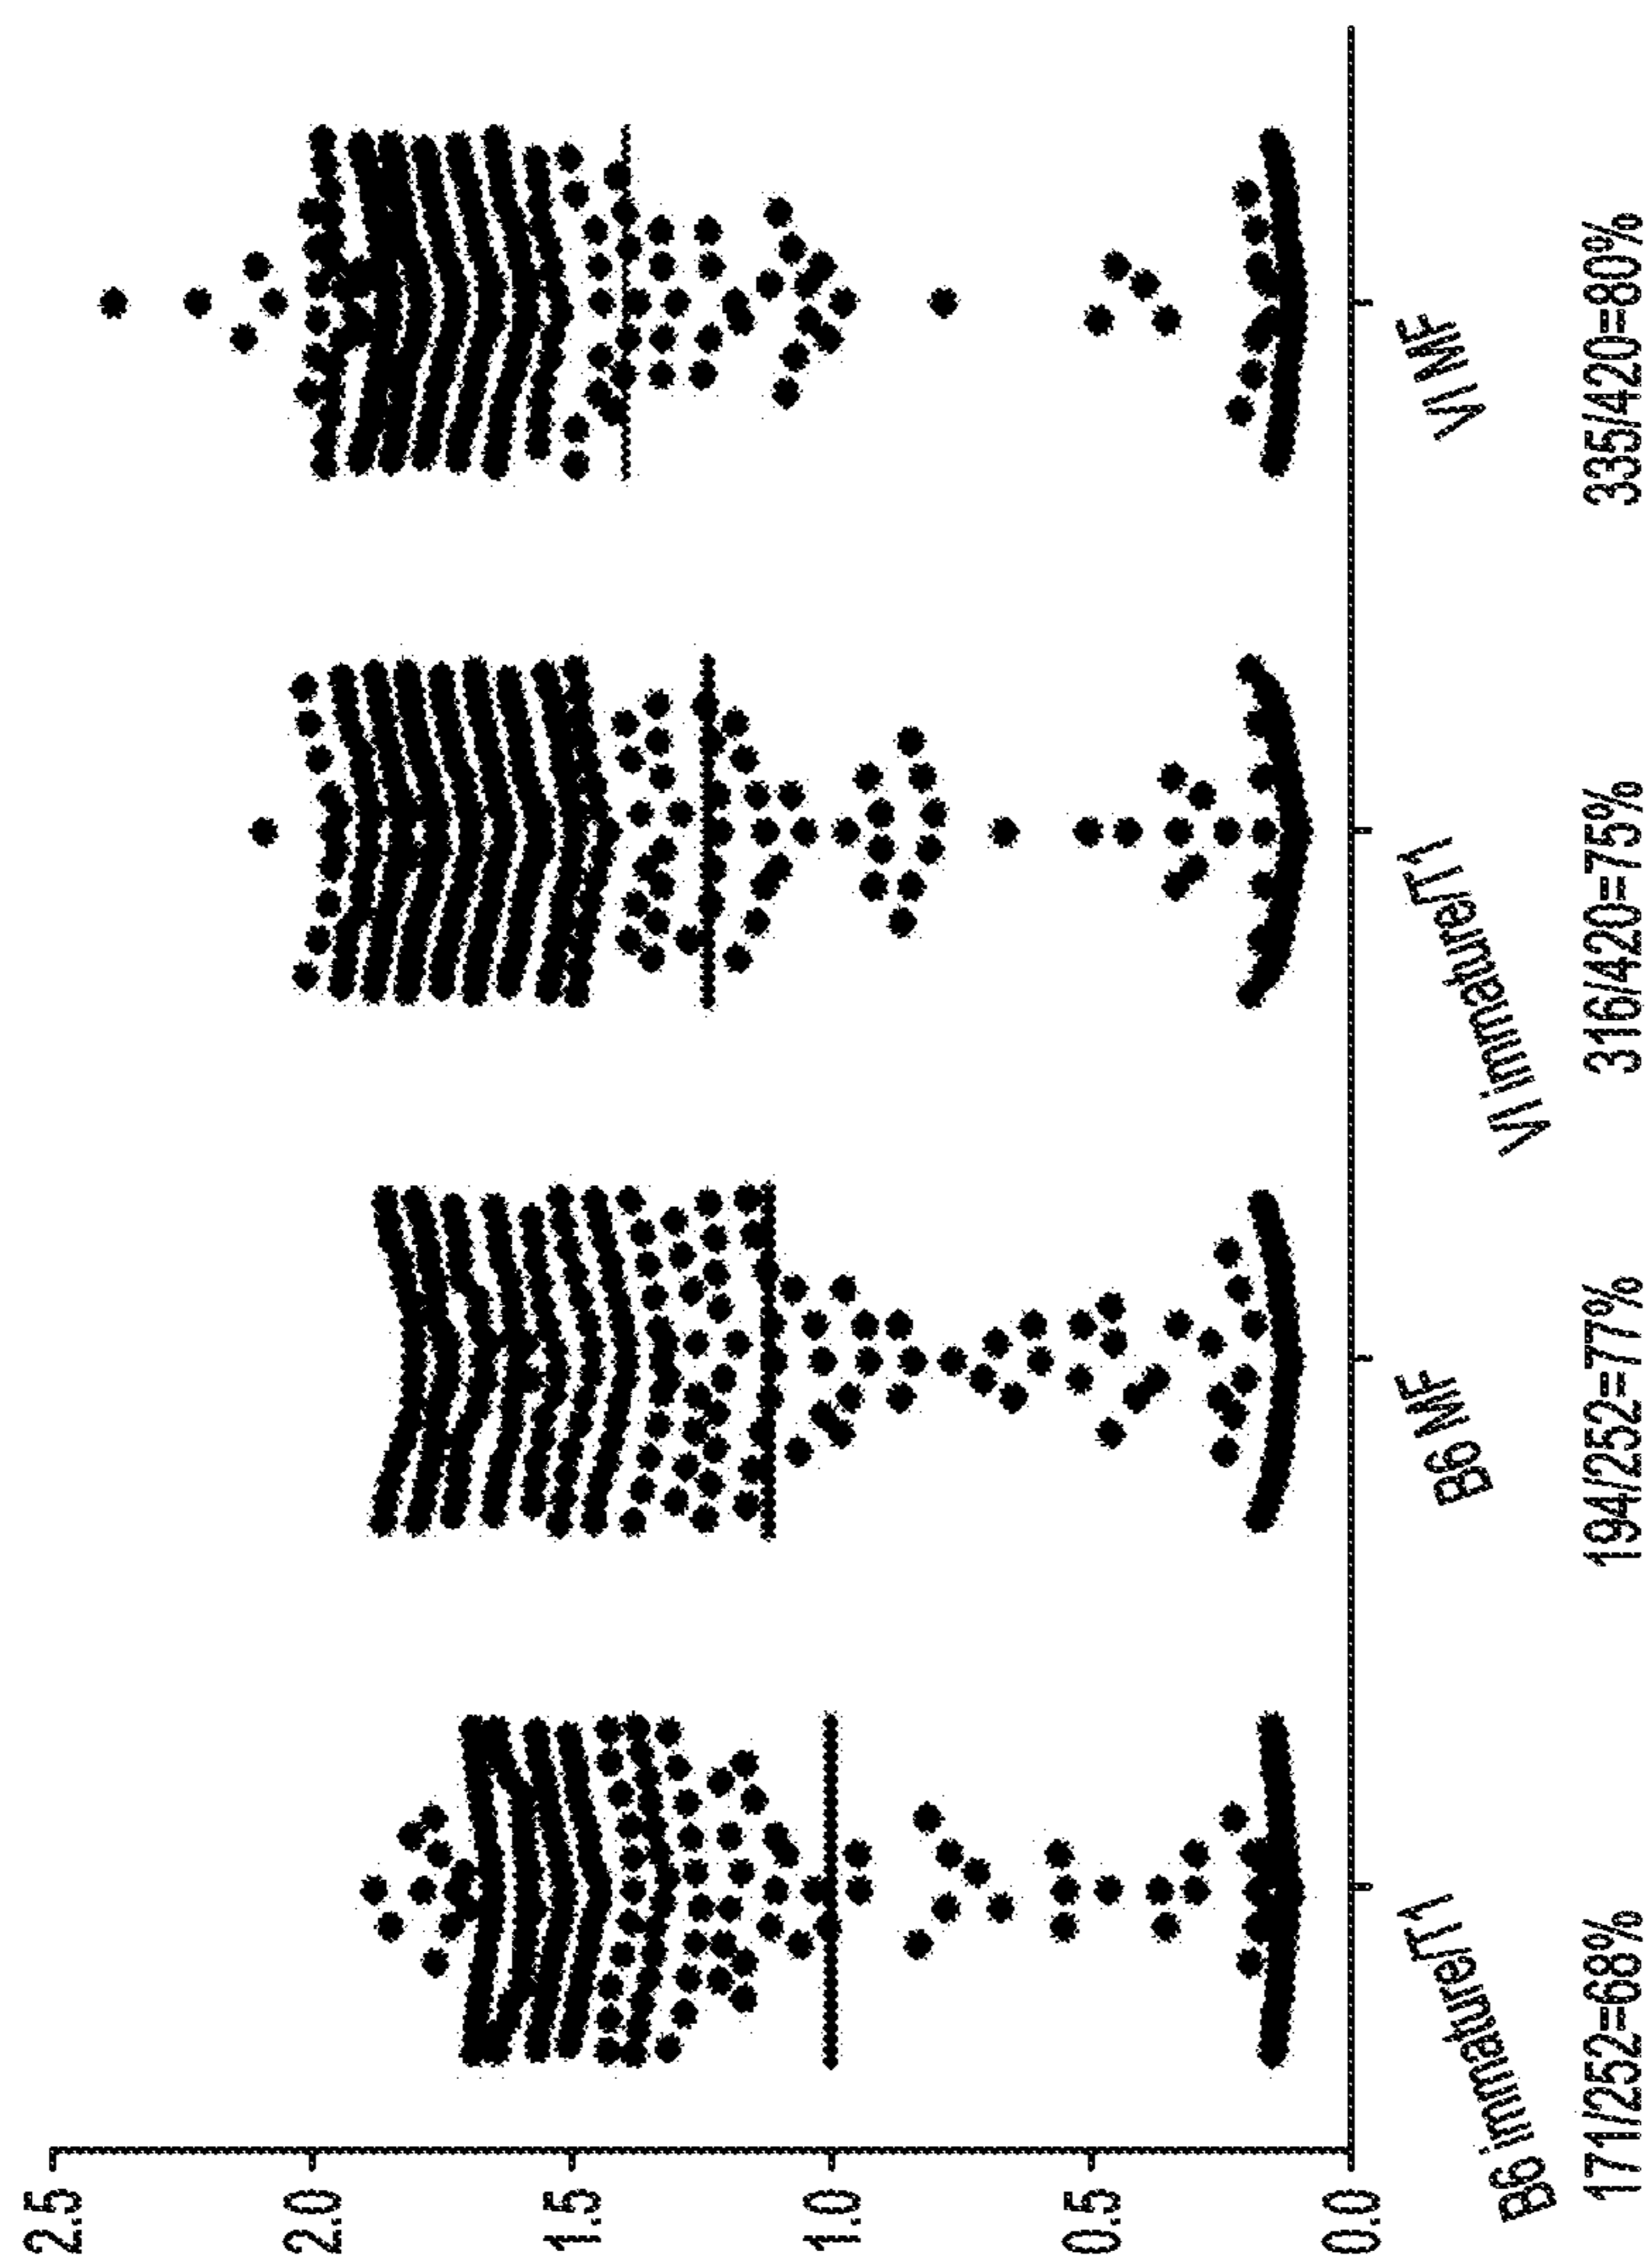 2.5
2.0
1.5
1.0
0.5
0.0
B6 immature/T1
B6 MF
VI immature/T1
VI MF
171/252=68%
194/252=77%
316/420=75%
335/420=80%